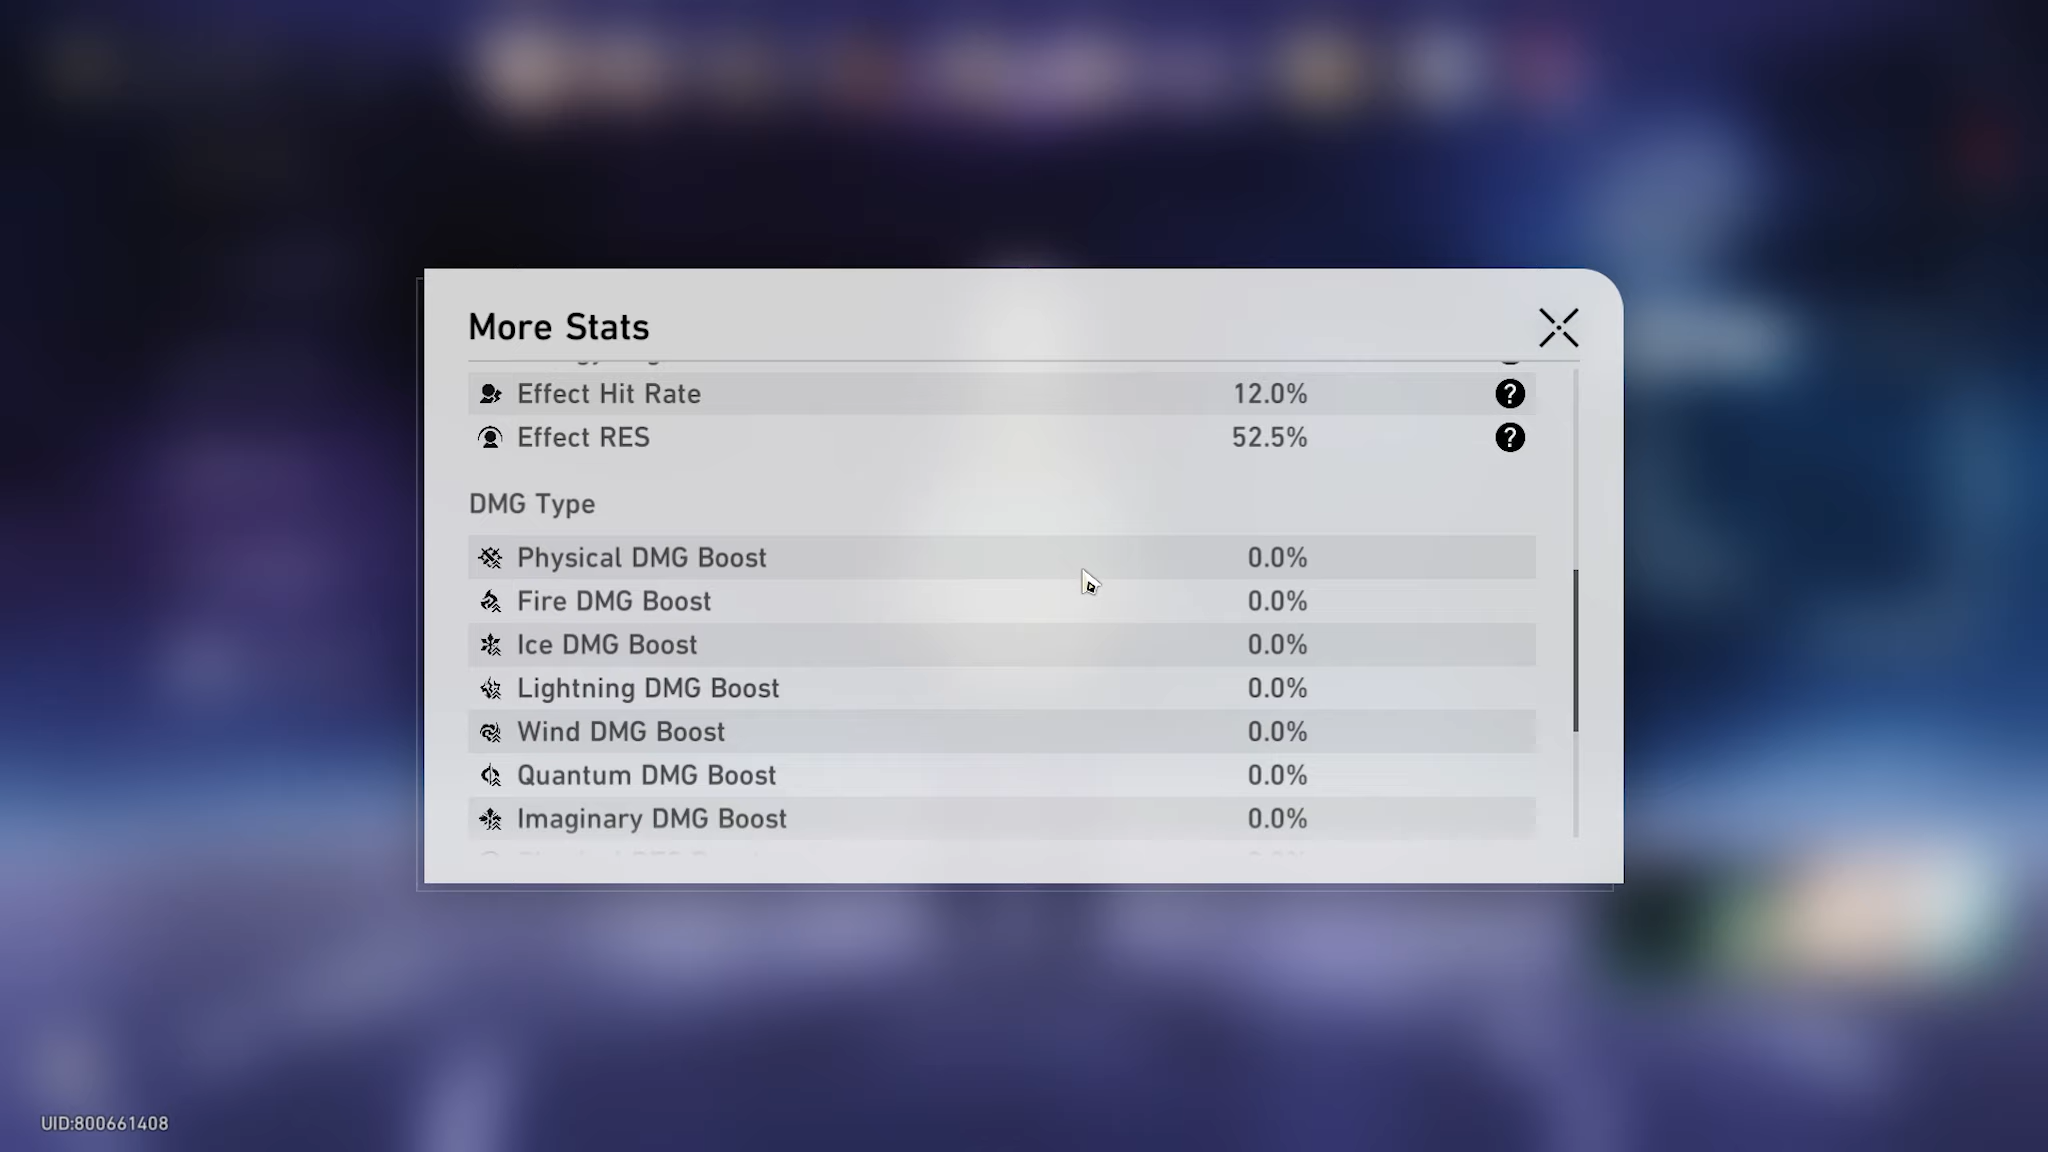 More Stats
Effect Hit Rate 12.0% ?
Effect RES 52.5% ?
DMG Type
Physical DMG Boost 0.0%
Fire DMG Boost 0.0%
Ice DMG Boost 0.0%
Lightning DMG Boost 0.0%
Wind DMG Boost 0.0%
Quantum DMG Boost 0.0%
Imaginary DMG Boost 0.0%
UID:800661408